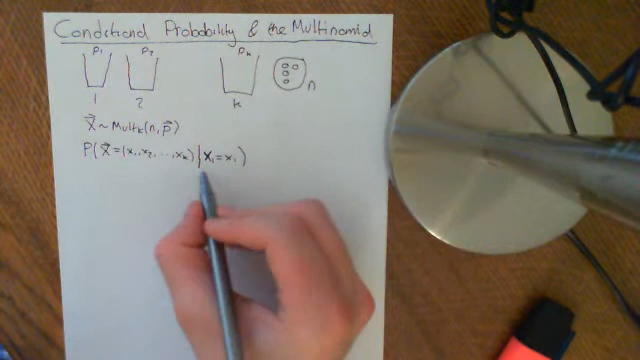 Conditional Probability & the Multinomial
p₁ p₂ pₖ
1 2 k n
X⃗ ~ Multₖ(n, p⃗)
P(X⃗ = (x₁, x₂, ..., xₖ) | X₁ = x₁)